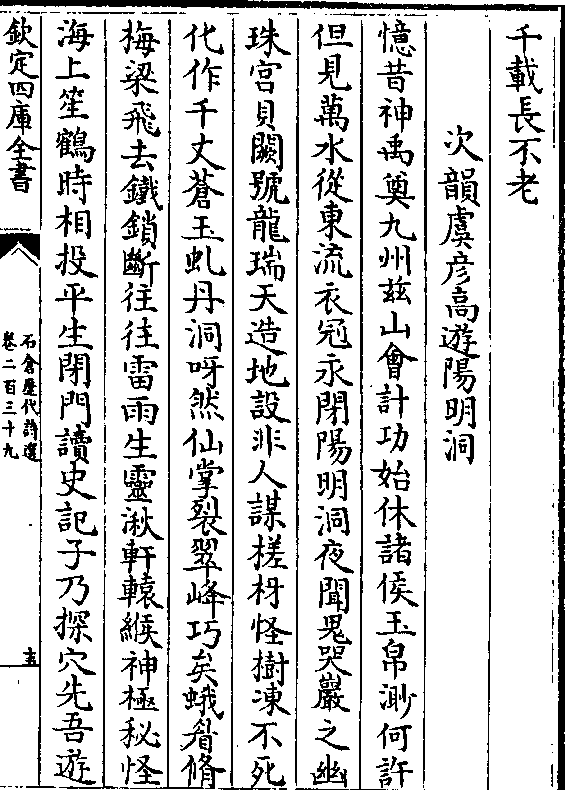 千載長不老
次韻虞彥高遊陽明洞
憶昔神禹奠九州茲山會計功始休諸侯玉帛渺何許
但見萬水從東流衣冠永閉陽明洞夜聞鬼哭巖之幽
珠宮貝闕號龍瑞天造地設非人謀槎枒怪樹凍不死
化作千丈蒼玉虬丹洞呀然仙掌裂翠峰巧矣蛾眉脩
梅梁飛去鐵鎖斷往往雷雨生靈湫軒轅緱神極秘怪
海上笙鶴時相投平生閉門讀史記子乃探穴先吾遊
欽定四庫全書
石倉歷代詩選
卷二百三十九
十五